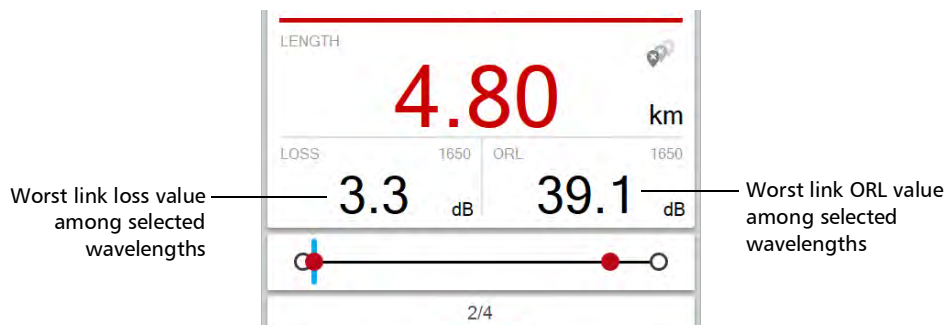 LENGTH
4.80 km
LOSS 1650 ORL 1650
3.3 dB 39.1 dB
Worst link loss value
among selected
wavelengths
Worst link ORL value
among selected
wavelengths
2/4